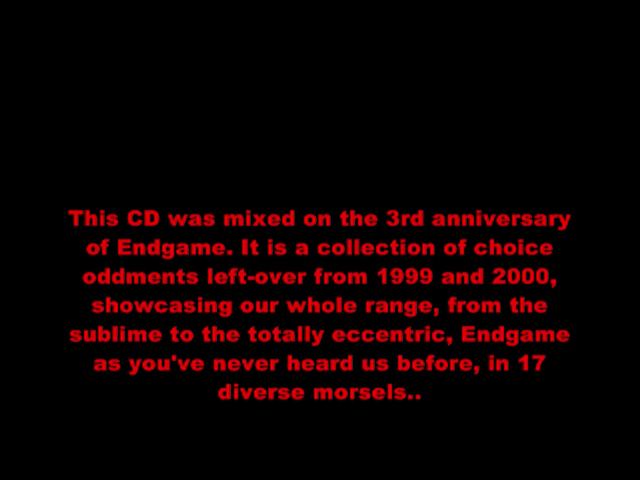 This CD was mixed on the 3rd anniversary
of Endgame. It is a collection of choice
oddments left-over from 1999 and 2000,
showcasing our whole range, from the
sublime to the totally eccentric, Endgame
as you've never heard us before, in 17
diverse morsels..